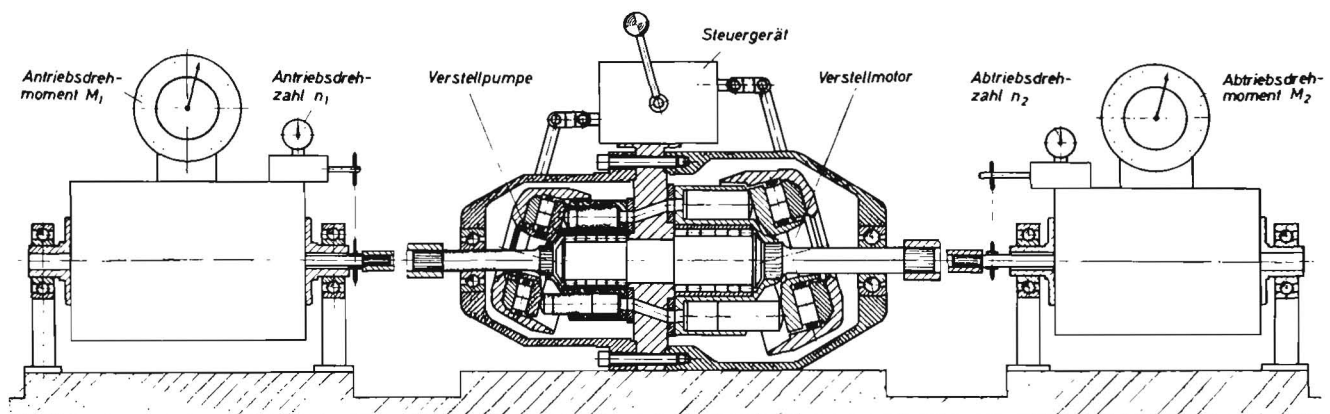 Antriebsdreh-
moment M1
Antriebsdreh-
zahl n1
Verstellpumpe
Steuergerät
Verstellmotor
Abtriebsdreh-
zahl n2
Abtriebsdreh-
moment M2